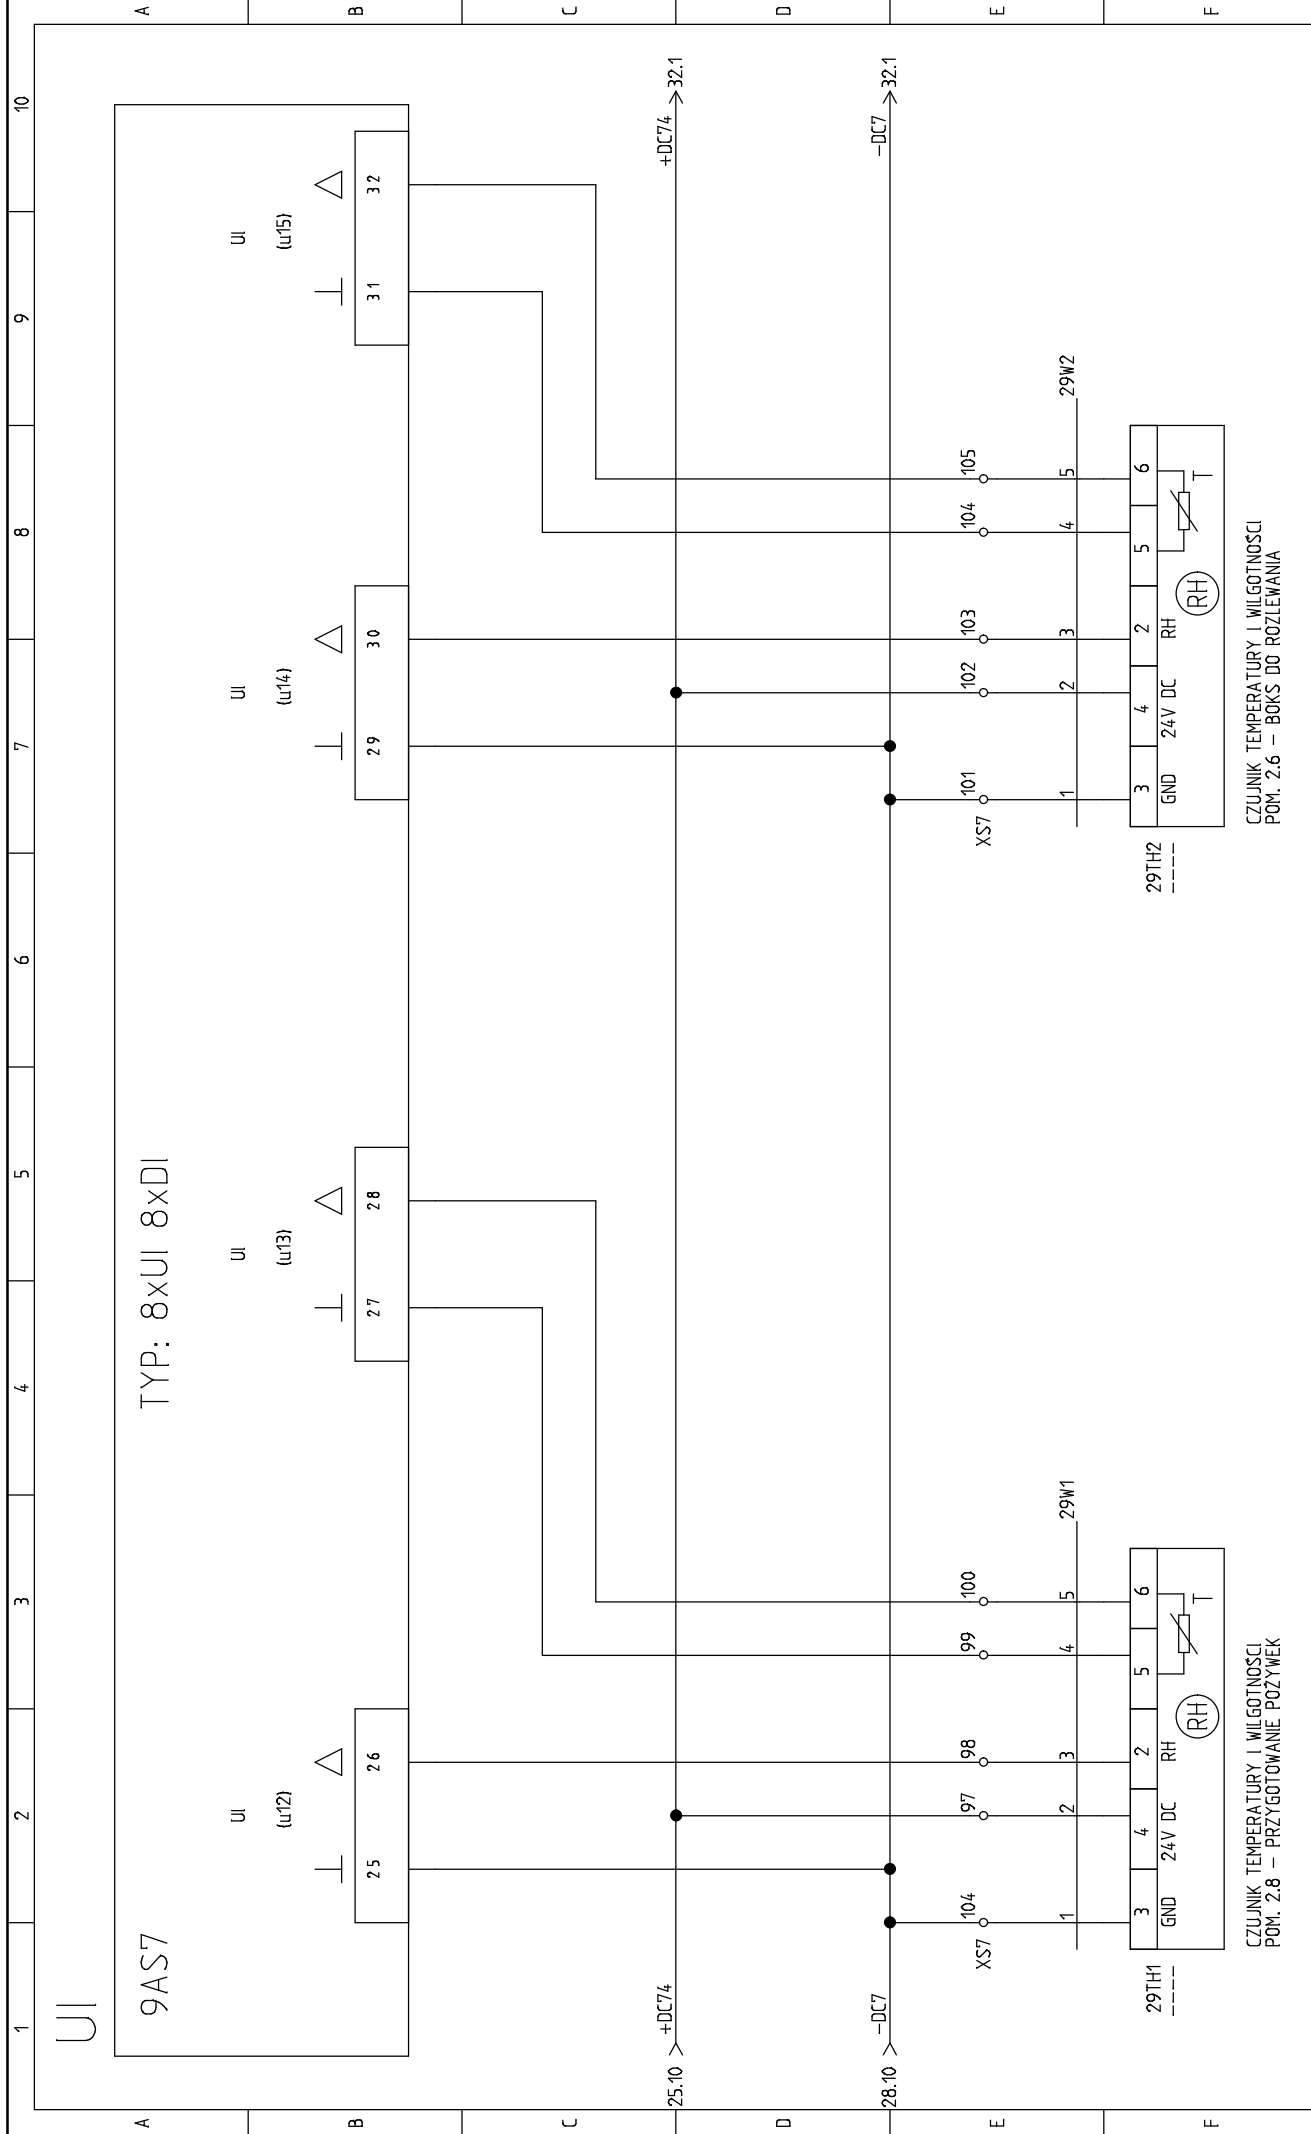 1 2 3 4 5 6 7 8 9 10
A A
B B
C C
D D
E E
F F
UI
9AS7
TYP: 8xUI 8xDI
UI UI UI UI
(u12) (u13) (u14) (u15)
25 26 27 28 29 30 31 32
25.10 +DC74 +DC74 32.1
28.10 -DC7 -DC7 32.1
XS7 104 97 98 99 100
XS7 101 102 103 104 105
1 2 3 4 5 29W1
1 2 3 4 5 29W2
29TH1
----
3 4 2 5 6
GND 24V DC RH
RH
T
CZUJNIK TEMPERATURY I WILGOTNOŚCI
POM. 2.8 - PRZYGOTOWANIE POŻYWEK
29TH2
----
3 4 2 5 6
GND 24V DC RH
RH
T
CZUJNIK TEMPERATURY I WILGOTNOŚCI
POM. 2.6 - BOKS DO ROZLEWANIA